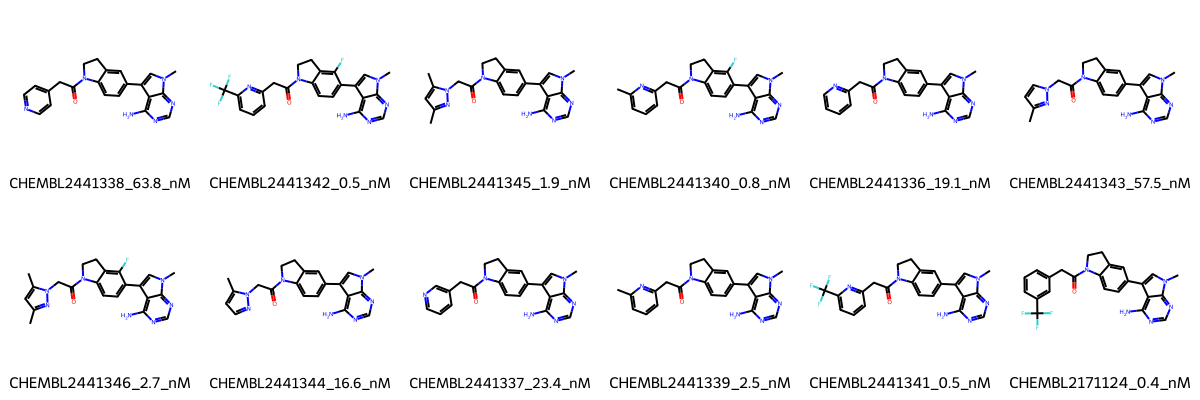 CHEMBL2441338_63.8_nM
CHEMBL2441342_0.5_nM
CHEMBL2441345_1.9_nM
CHEMBL2441340_0.8_nM
CHEMBL2441336_19.1_nM
CHEMBL2441343_57.5_nM
CHEMBL2441346_2.7_nM
CHEMBL2441344_16.6_nM
CHEMBL2441337_23.4_nM
CHEMBL2441339_2.5_nM
CHEMBL2441341_0.5_nM
CHEMBL2171124_0.4_nM